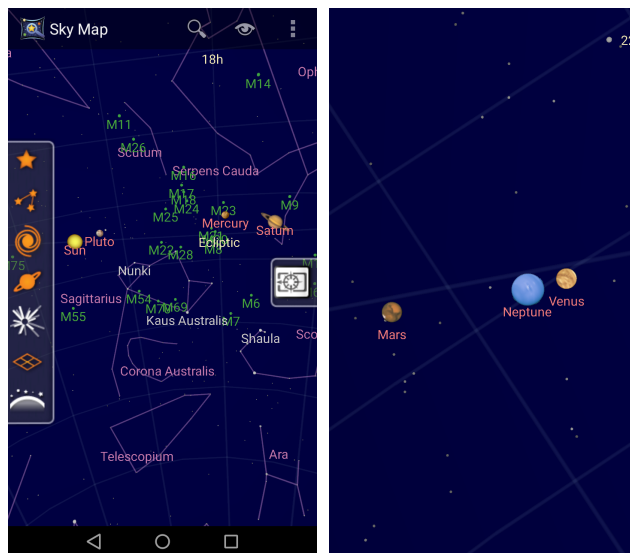 Sky Map
18h
Oph
M14
M11
M26
Scutum
Serpens Cauda
M16
M17
M18
M24
M9
M25
M23
Mercury
Saturn
Pluto
Sun
Ecliptic
M8
M22
M28
M75
Nunki
Sagittarius
M54
M70
M69
M6
M55
Kaus Australis
M7
Shaula
Sco
Corona Australis
Telescopium
Ara
Neptune
Venus
Mars